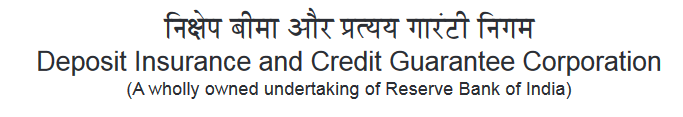 निक्षेप बीमा और प्रत्यय गारंटी निगम
Deposit Insurance and Credit Guarantee Corporation
(A wholly owned undertaking of Reserve Bank of India)